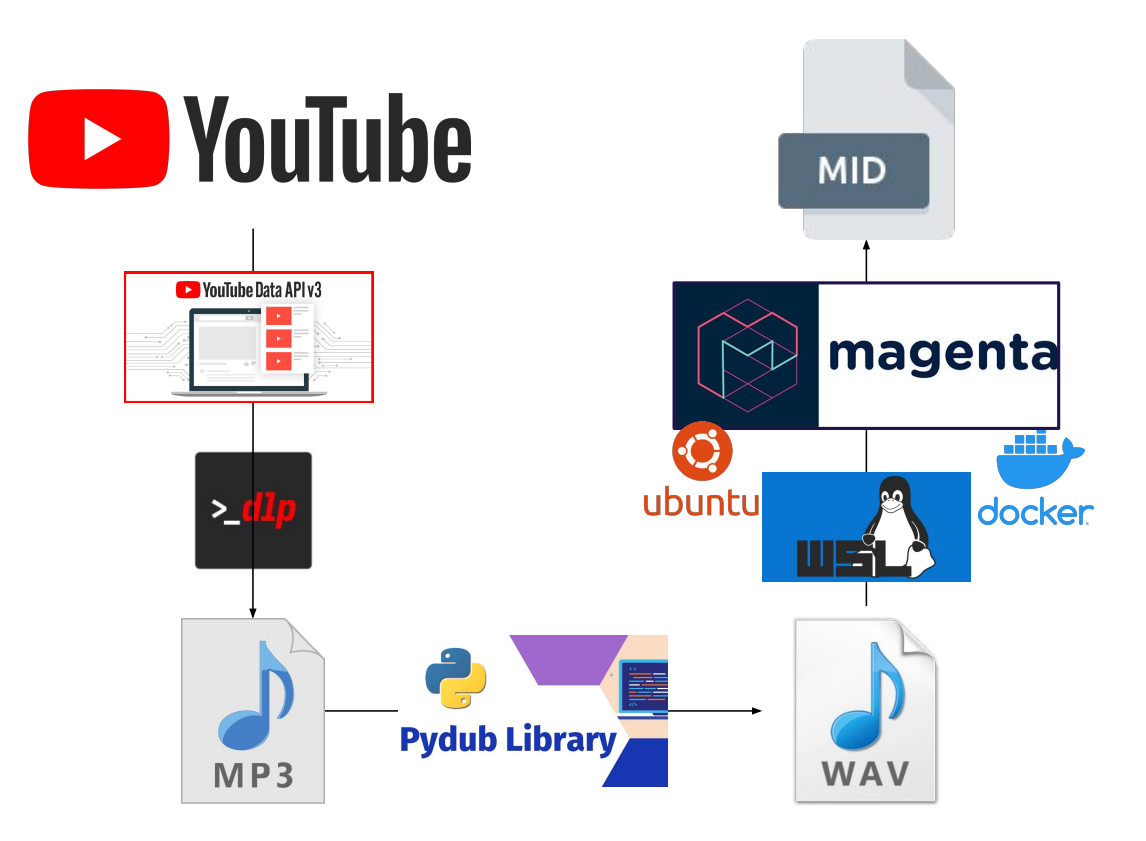 YouTube
YouTube Data API v3
>_dlp
MP3
Pydub Library
WAV
WSL
ubuntu
docker
magenta
MID